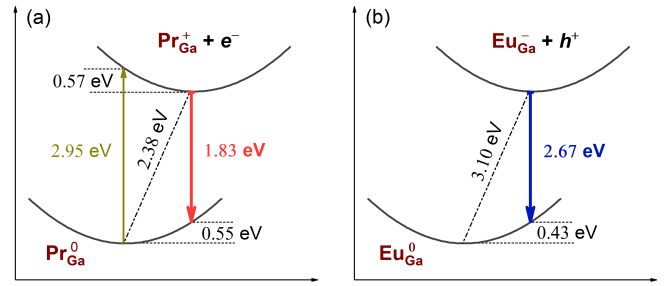 (a)
Pr⁺Ga + e⁻
0.57 eV
2.95 eV
2.38 eV
1.83 eV
0.55 eV
Pr⁰Ga
(b)
Eu⁻Ga + h⁺
3.10 eV
2.67 eV
0.43 eV
Eu⁰Ga